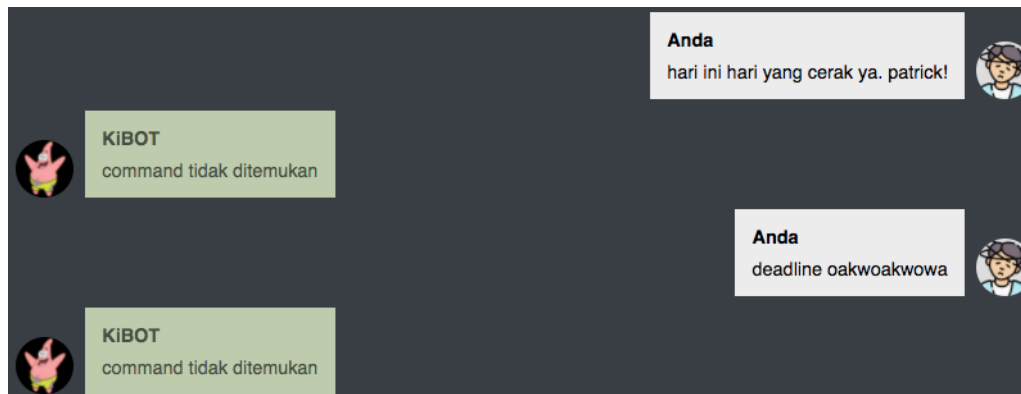 Anda
hari ini hari yang cerak ya. patrick!
KiBOT
command tidak ditemukan
Anda
deadline oakwoakwowa
KiBOT
command tidak ditemukan